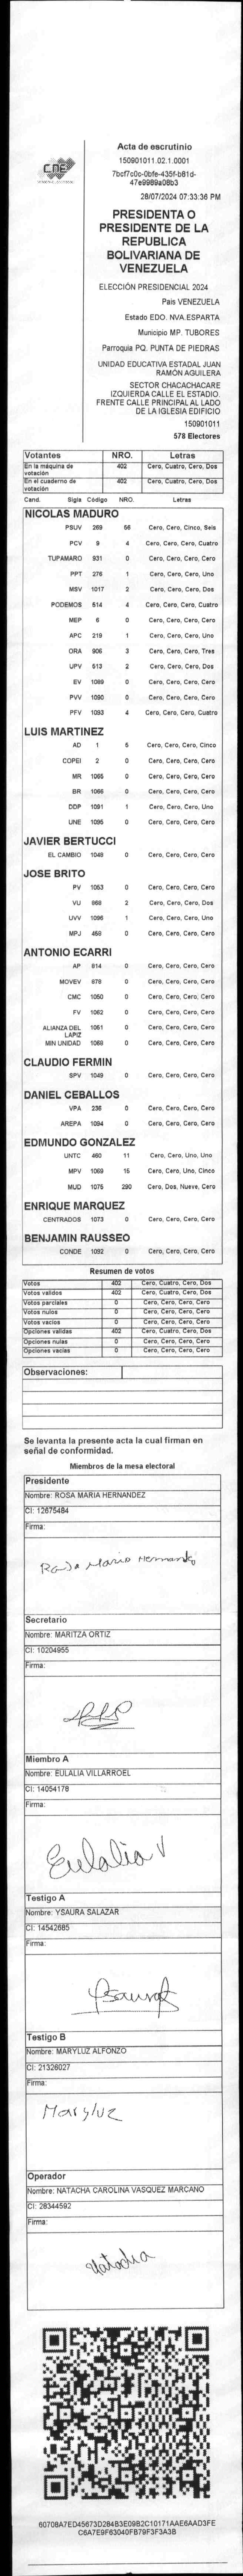 CNE
Acta de escrutinio
150901011.02.1.0001
7bcf7c0c-0bfe-435f-b81d-
47e9989a08b3
28/07/2024 07:33:36 PM
PRESIDENTA O
PRESIDENTE DE LA
REPUBLICA
BOLIVARIANA DE
VENEZUELA
ELECCIÓN PRESIDENCIAL 2024
Pais VENEZUELA
Estado EDO. NVA.ESPARTA
Municipio MP. TUBORES
Parroquia PQ. PUNTA DE PIEDRAS
UNIDAD EDUCATIVA ESTADAL JUAN
RAMÓN AGUILERA
SECTOR CHACACHACARE
IZQUIERDA CALLE EL ESTADIO.
FRENTE CALLE PRINCIPAL AL LADO
DE LA IGLESIA EDIFICIO
150901011
578 Electores
Votantes NRO. Letras
En la máquina de votación 402 Cero, Cuatro, Cero, Dos
En el cuaderno de votación 402 Cero, Cuatro, Cero, Dos
Cand. Sigla Código NRO. Letras
NICOLAS MADURO
PSUV 269 56 Cero, Cero, Cinco, Seis
PCV 9 4 Cero, Cero, Cero, Cuatro
TUPAMARO 931 0 Cero, Cero, Cero, Cero
PPT 276 1 Cero, Cero, Cero, Uno
MSV 1017 2 Cero, Cero, Cero, Dos
PODEMOS 514 4 Cero, Cero, Cero, Cuatro
MEP 6 0 Cero, Cero, Cero, Cero
APC 219 1 Cero, Cero, Cero, Uno
ORA 906 3 Cero, Cero, Cero, Tres
UPV 513 2 Cero, Cero, Cero, Dos
EV 1089 0 Cero, Cero, Cero, Cero
PVV 1090 0 Cero, Cero, Cero, Cero
PFV 1093 4 Cero, Cero, Cero, Cuatro
LUIS MARTINEZ
AD 1 5 Cero, Cero, Cero, Cinco
COPEI 2 0 Cero, Cero, Cero, Cero
MR 1065 0 Cero, Cero, Cero, Cero
BR 1066 0 Cero, Cero, Cero, Cero
DDP 1091 1 Cero, Cero, Cero, Uno
UNE 1095 0 Cero, Cero, Cero, Cero
JAVIER BERTUCCI
EL CAMBIO 1048 0 Cero, Cero, Cero, Cero
JOSE BRITO
PV 1053 0 Cero, Cero, Cero, Cero
VU 868 2 Cero, Cero, Cero, Dos
UVV 1096 1 Cero, Cero, Cero, Uno
MPJ 459 0 Cero, Cero, Cero, Cero
ANTONIO ECARRI
AP 814 0 Cero, Cero, Cero, Cero
MOVEV 878 0 Cero, Cero, Cero, Cero
CMC 1050 0 Cero, Cero, Cero, Cero
FV 1062 0 Cero, Cero, Cero, Cero
ALIANZA DEL LAPIZ 1051 0 Cero, Cero, Cero, Cero
MIN UNIDAD 1068 0 Cero, Cero, Cero, Cero
CLAUDIO FERMIN
SPV 1049 0 Cero, Cero, Cero, Cero
DANIEL CEBALLOS
VPA 236 0 Cero, Cero, Cero, Cero
AREPA 1094 0 Cero, Cero, Cero, Cero
EDMUNDO GONZALEZ
UNTC 460 11 Cero, Cero, Uno, Uno
MPV 1069 15 Cero, Cero, Uno, Cinco
MUD 1075 290 Cero, Dos, Nueve, Cero
ENRIQUE MARQUEZ
CENTRADOS 1073 0 Cero, Cero, Cero, Cero
BENJAMIN RAUSSEO
CONDE 1092 0 Cero, Cero, Cero, Cero
Resumen de votos
Votos 402 Cero, Cuatro, Cero, Dos
Votos validos 402 Cero, Cuatro, Cero, Dos
Votos parciales 0 Cero, Cero, Cero, Cero
Votos nulos 0 Cero, Cero, Cero, Cero
Votos vacios 0 Cero, Cero, Cero, Cero
Opciones validas 402 Cero, Cuatro, Cero, Dos
Opciones nulas 0 Cero, Cero, Cero, Cero
Opciones vacias 0 Cero, Cero, Cero, Cero
Observaciones:
Se levanta la presente acta la cual firman en
señal de conformidad.
Miembros de la mesa electoral
Presidente
Nombre: ROSA MARIA HERNANDEZ
CI: 12675484
Firma:
Rosa Maria Hernandez
Secretario
Nombre: MARITZA ORTIZ
CI: 10204955
Firma:
Miembro A
Nombre: EULALIA VILLARROEL
CI: 14054178
Firma:
Eulalia V
Testigo A
Nombre: YSAURA SALAZAR
CI: 14542685
Firma:
Ysaura
Testigo B
Nombre: MARYLUZ ALFONZO
CI: 21326027
Firma:
Maryluz
Operador
Nombre: NATACHA CAROLINA VASQUEZ MARCANO
CI: 28344592
Firma:
Natacha
60708A7ED45673D284B3E09B2C10171AAE6AAD3FE
C6A7E9F63040FB79F3F3A3B